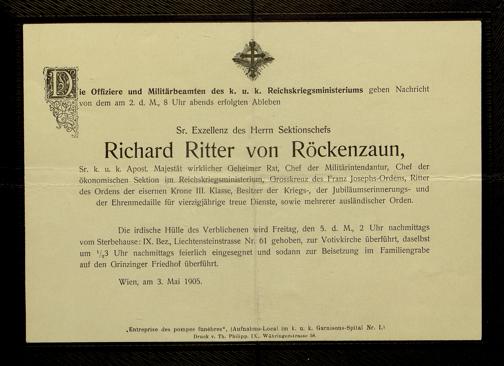 Die Offiziere und Militärbeamten des k. u. k. Reichskriegsministeriums geben Nachricht
von dem am 2. d. M., 8 Uhr abends erfolgten Ableben
Sr. Exzellenz des Herrn Sektionschefs
Richard Ritter von Röckenzaun,
Sr. k. u. k. Apost. Majestät wirklicher Geheimer Rat, Chef der Militärintendantur, Chef der
ökonomischen Sektion im Reichskriegsministerium, Grosskreuz des Franz Josephs-Ordens, Ritter
des Ordens der eisernen Krone III. Klasse, Besitzer der Kriegs-, der Jubiläumserinnerungs- und
der Ehrenmedaille für vierzigjährige treue Dienste, sowie mehrerer ausländischer Orden.
Die irdische Hülle des Verblichenen wird Freitag, den 5. d. M., 2 Uhr nachmittags
vom Sterbehause: IX. Bez., Liechtensteinstrasse Nr. 61 gehoben, zur Votivkirche überführt, daselbst
um ½3 Uhr nachmittags feierlich eingesegnet und sodann zur Beisetzung im Familiengrabe
auf den Grinzinger Friedhof überführt.
Wien, am 3. Mai 1905.
„Entreprise des pompes funèbres“, (Aufnahms-Local im k. u. k. Garnisons-Spital Nr. I.)
Druck v. Th. Philipp, IX., Währingerstrasse 58.